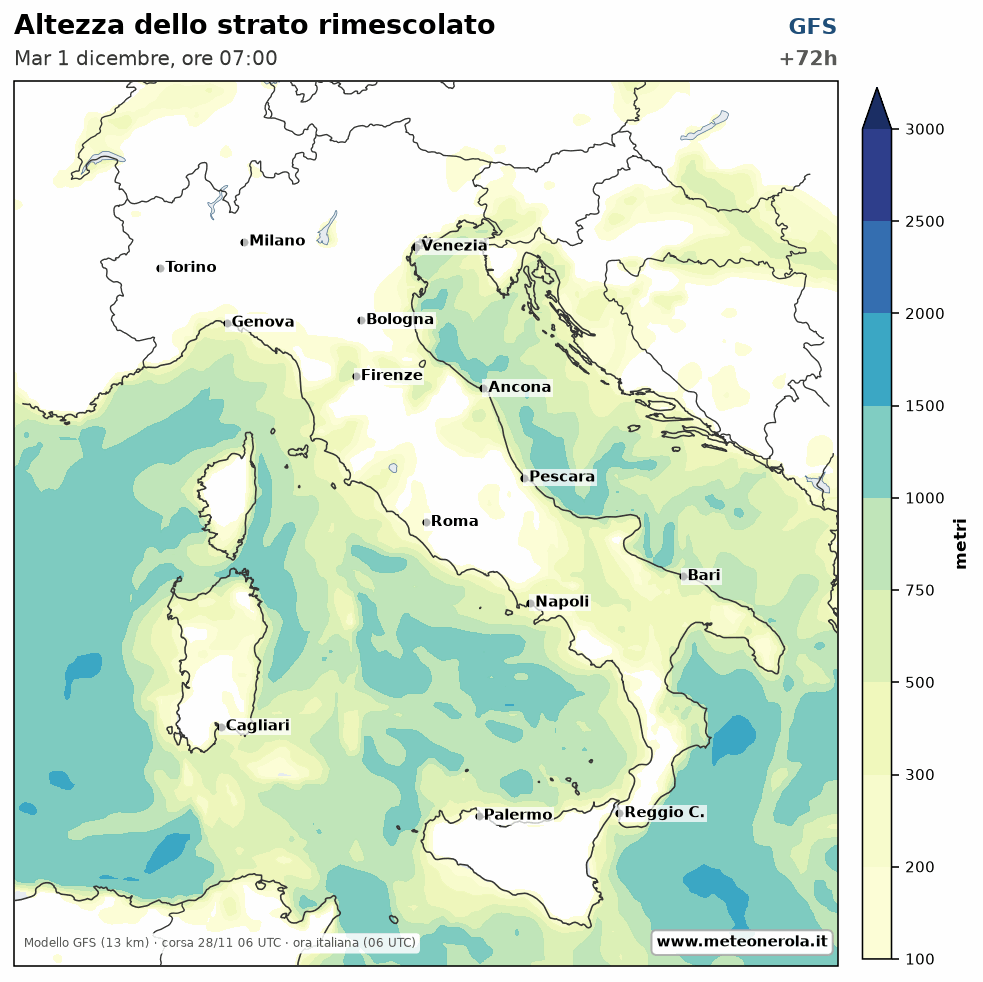 Altezza dello strato rimescolato
GFS
Mar 1 dicembre, ore 07:00
+72h
Milano
Venezia
Torino
Genova
Bologna
Firenze
Ancona
Pescara
Roma
Bari
Napoli
Cagliari
Palermo
Reggio C.
3000
2500
2000
1500
1000
750
500
300
200
100
metri
Modello GFS (13 km) · corsa 28/11 06 UTC · ora italiana (06 UTC)
www.meteonerola.it